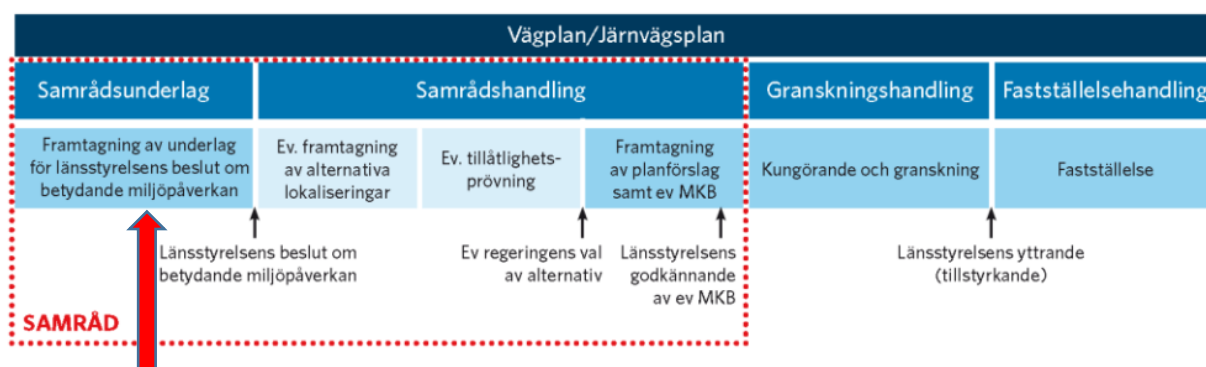 Vägplan/Järnvägsplan
Samrådsunderlag
Samrådshandling
Granskningshandling
Fastställelsehandling
Framtagning av underlag
för länsstyrelsens beslut om
betydande miljöpåverkan
Ev. framtagning
av alternativa
lokaliseringar
Ev. tillåtlighets-
prövning
Framtagning
av planförslag
samt ev MKB
Kungörande och granskning
Fastställelse
Länsstyrelsens beslut om
betydande miljöpåverkan
Ev regeringens val
av alternativ
Länsstyrelsens
godkännande
av ev MKB
Länsstyrelsens yttrande
(tillstyrkande)
SAMRÅD